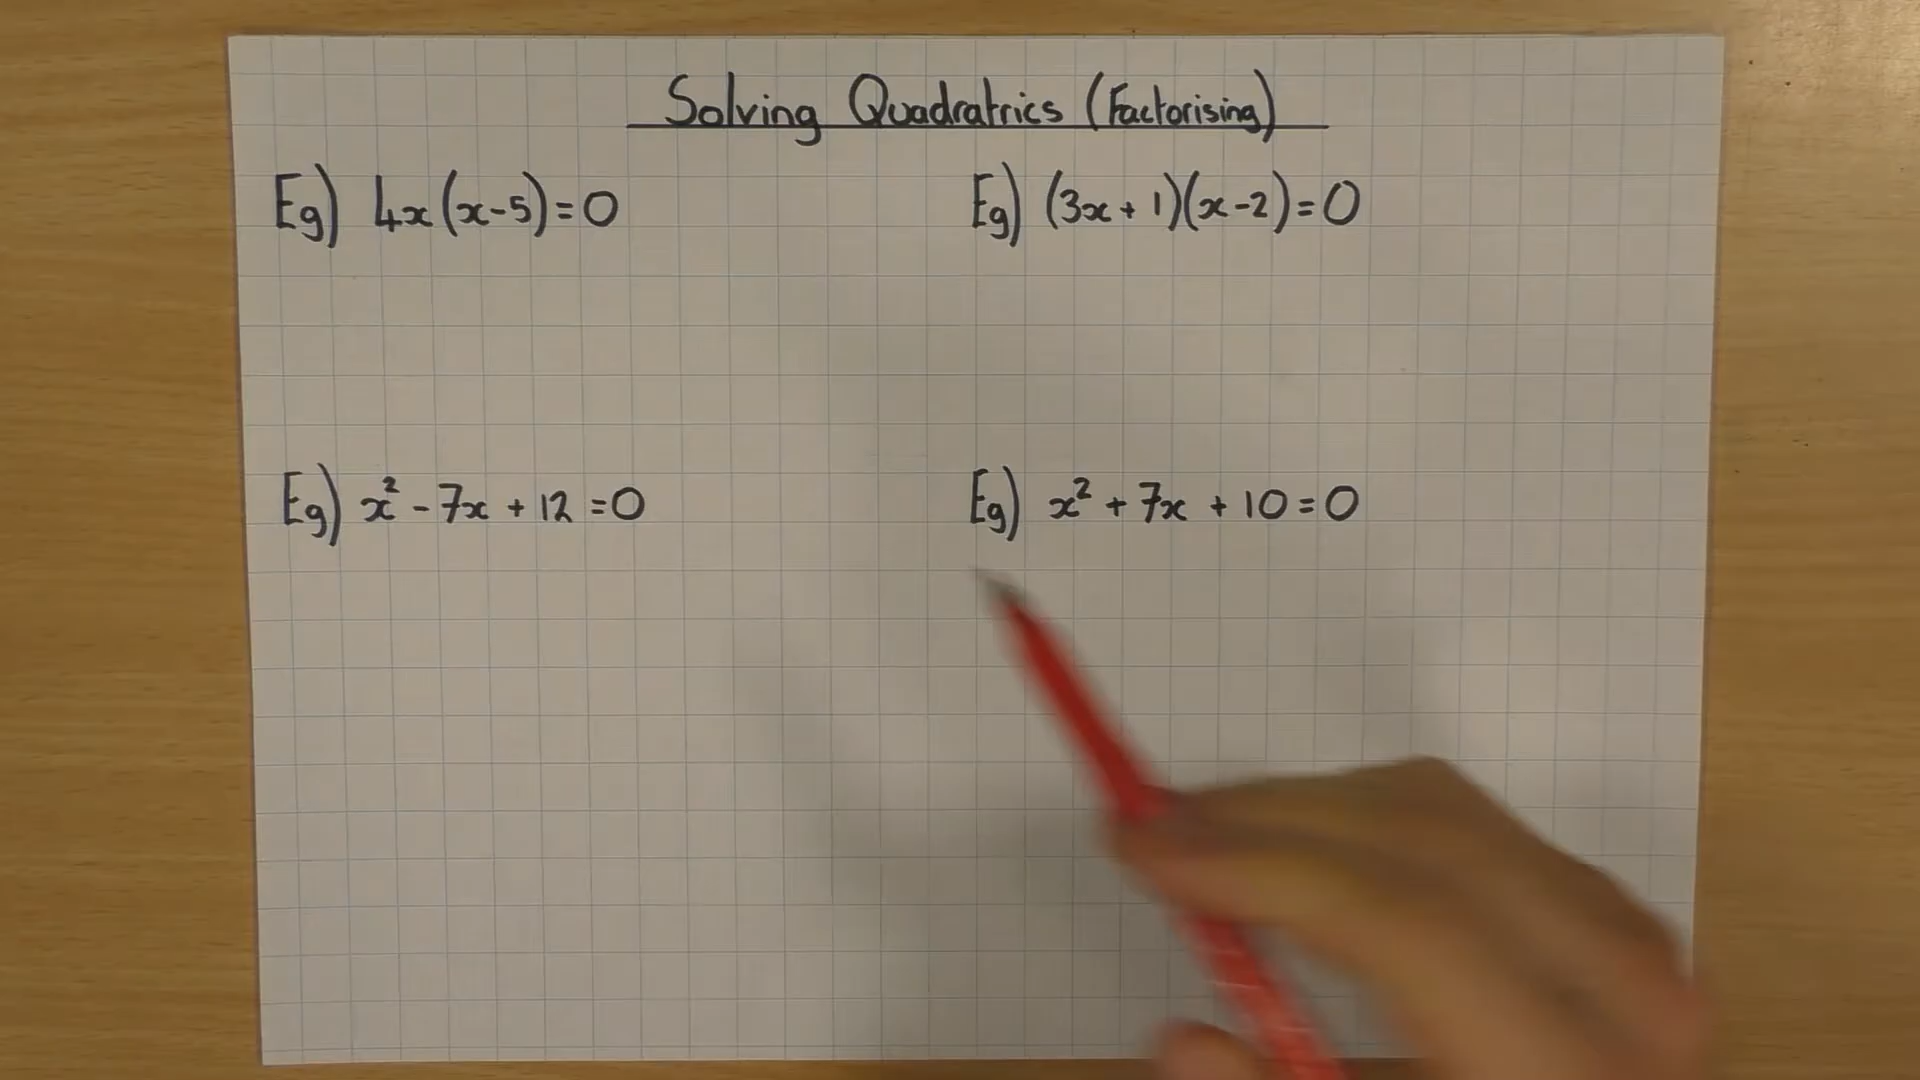 Solving Quadratrics (Factorising)
Eg) 4x(x-5)=0
Eg) (3x+1)(x-2)=0
Eg) x² - 7x + 12 = 0
Eg) x² + 7x + 10 = 0